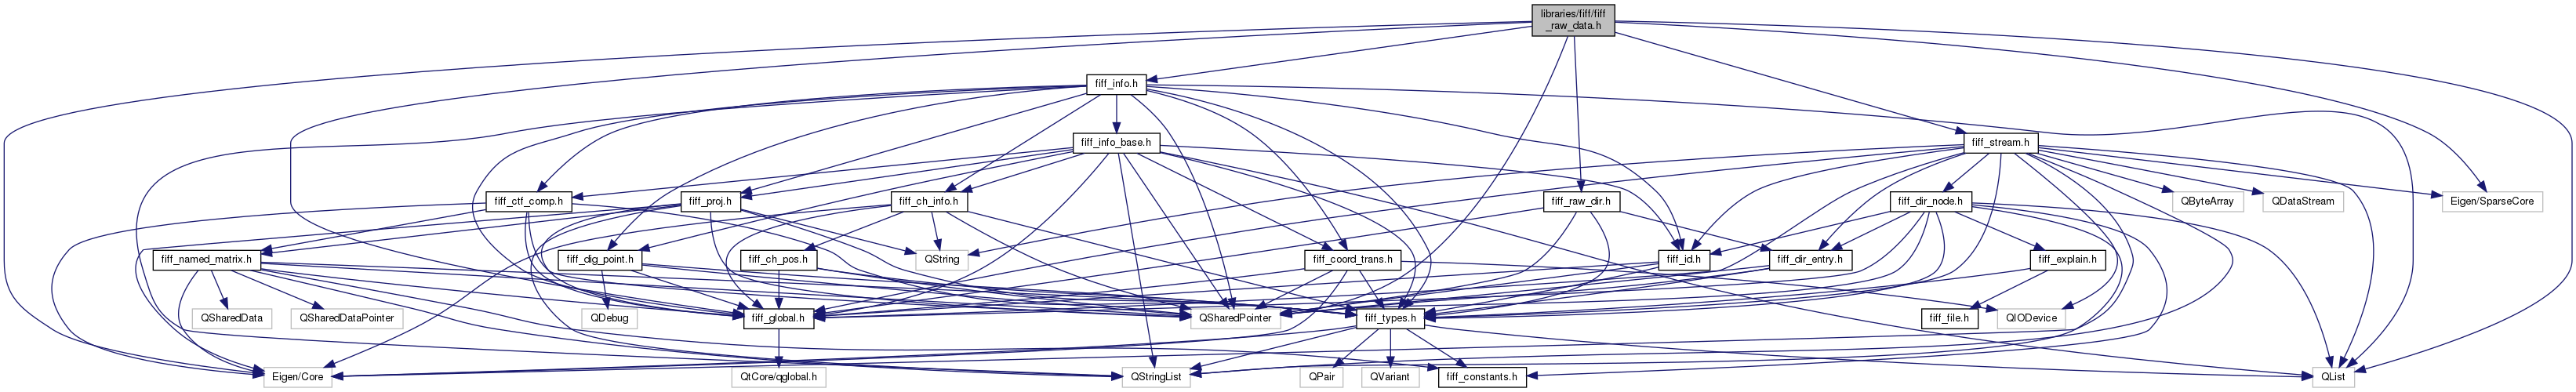 libraries/fiff/fiff
_raw_data.h
fiff_info.h
fiff_info_base.h
fiff_stream.h
fiff_ctf_comp.h
fiff_proj.h
fiff_ch_info.h
fiff_raw_dir.h
fiff_dir_node.h
QByteArray
QDataStream
Eigen/SparseCore
fiff_named_matrix.h
fiff_dig_point.h
fiff_ch_pos.h
QString
fiff_coord_trans.h
fiff_id.h
fiff_dir_entry.h
fiff_explain.h
QSharedData
QSharedDataPointer
QDebug
fiff_global.h
QSharedPointer
fiff_types.h
fiff_file.h
QIODevice
Eigen/Core
QtCore/qglobal.h
QStringList
QPair
QVariant
fiff_constants.h
QList